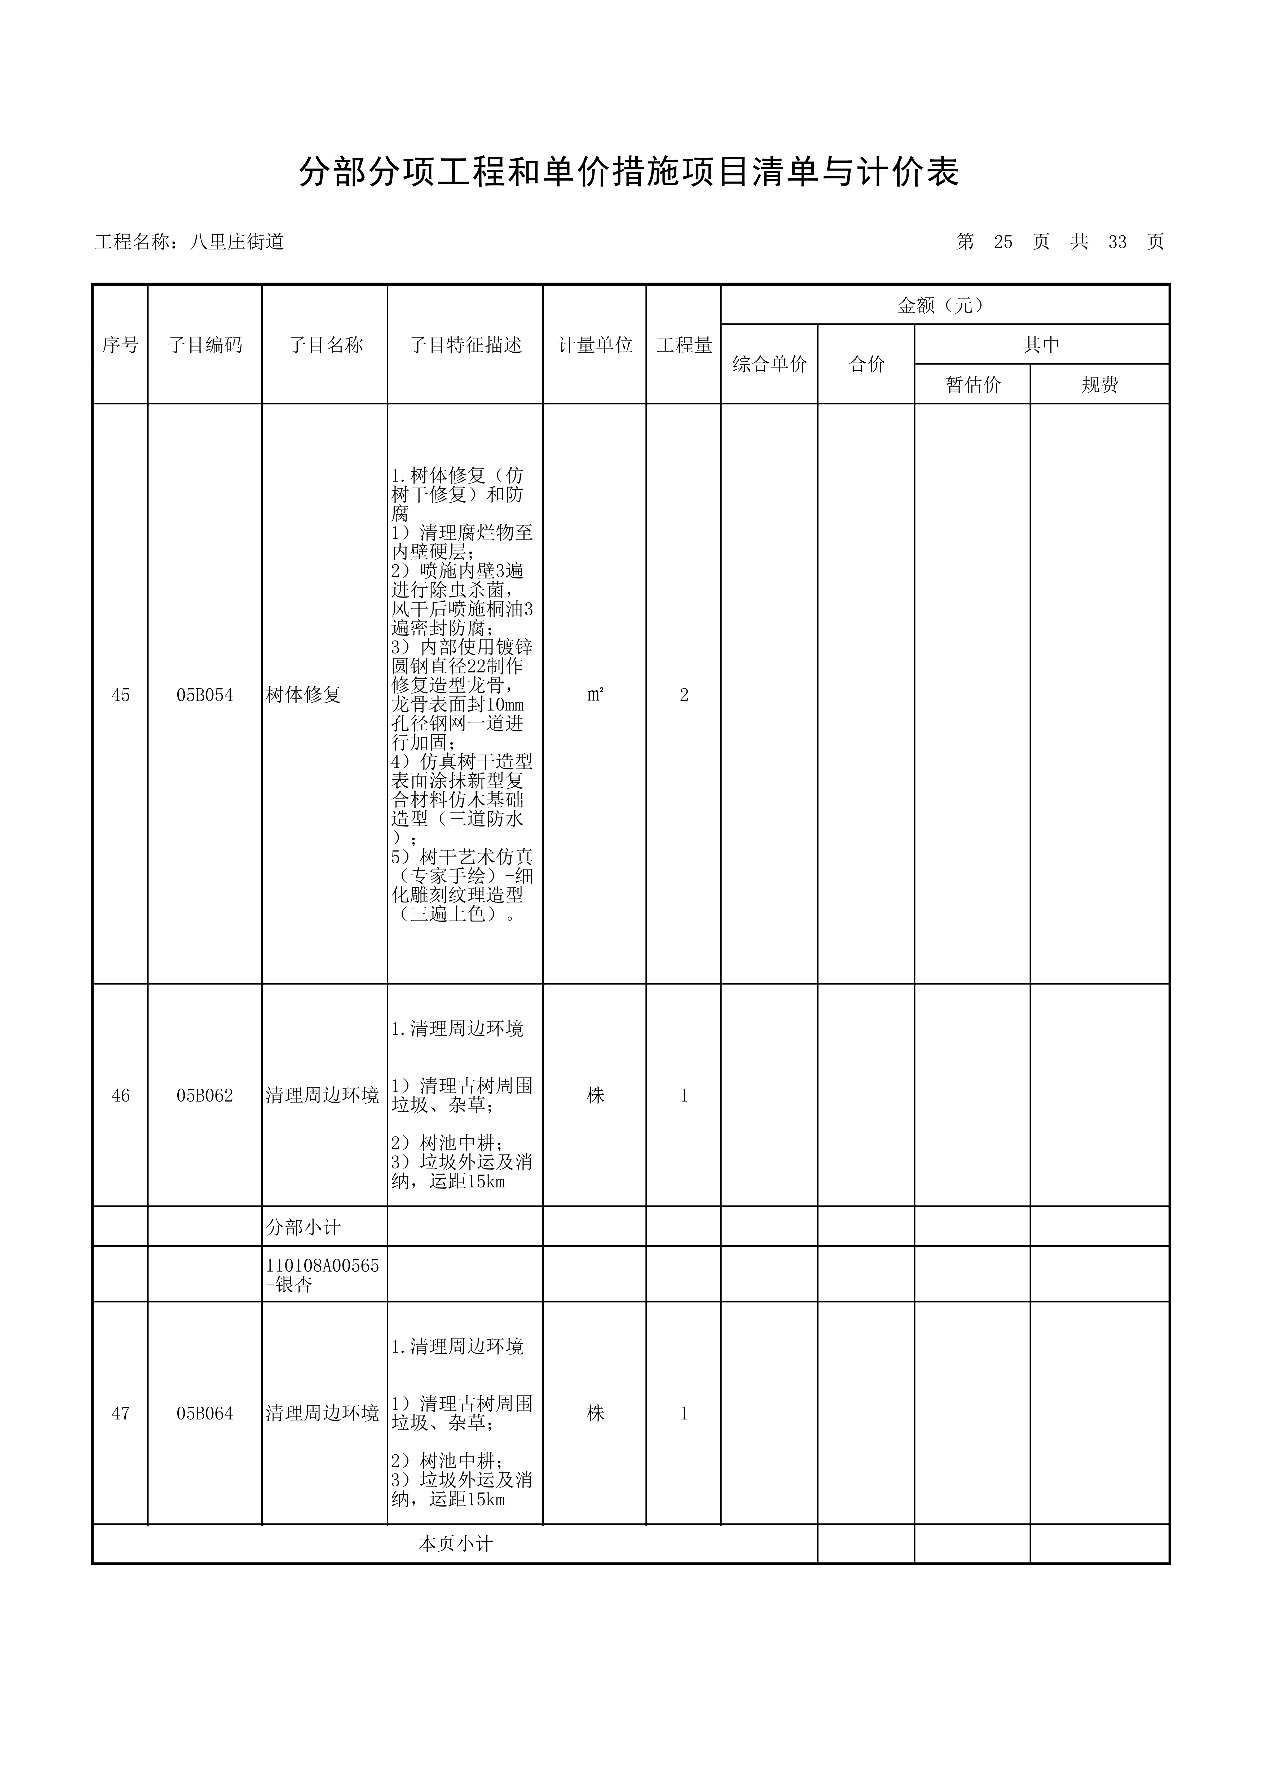 分部分项工程和单价措施项目清单与计价表
工程名称：八里庄街道
第 25 页 共 33 页
序号 子目编码 子目名称 子目特征描述 计量单位 工程量 金额（元）
综合单价 合价 其中
暂估价 规费
45 05B054 树体修复 m² 2
1.树体修复（仿
树干修复）和防
腐
1）清理腐烂物至
内壁硬层；
2）喷施内壁3遍
进行除虫杀菌，
风干后喷施桐油3
遍密封防腐；
3）内部使用镀锌
圆钢直径22制作
修复造型龙骨，
龙骨表面封10mm
孔径钢网一道进
行加固；
4）仿真树干造型
表面涂抹新型复
合材料仿木基础
造型（三道防水
）；
5）树干艺术仿真
（专家手绘）-细
化雕刻纹理造型
（三遍上色）。
46 05B062 清理周边环境 株 1
1.清理周边环境
1）清理古树周围
垃圾、杂草；
2）树池中耕；
3）垃圾外运及消
纳，运距15km
分部小计
110108A00565
-银杏
47 05B064 清理周边环境 株 1
1.清理周边环境
1）清理古树周围
垃圾、杂草；
2）树池中耕；
3）垃圾外运及消
纳，运距15km
本页小计